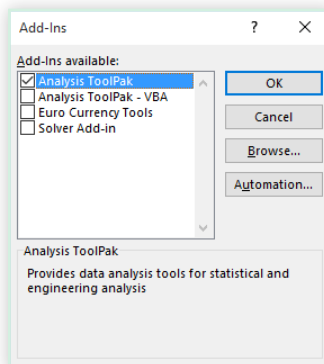 Add-Ins ? ×
Add-Ins available:
Analysis ToolPak
Analysis ToolPak - VBA
Euro Currency Tools
Solver Add-in
OK
Cancel
Browse...
Automation...
Analysis ToolPak
Provides data analysis tools for statistical and
engineering analysis